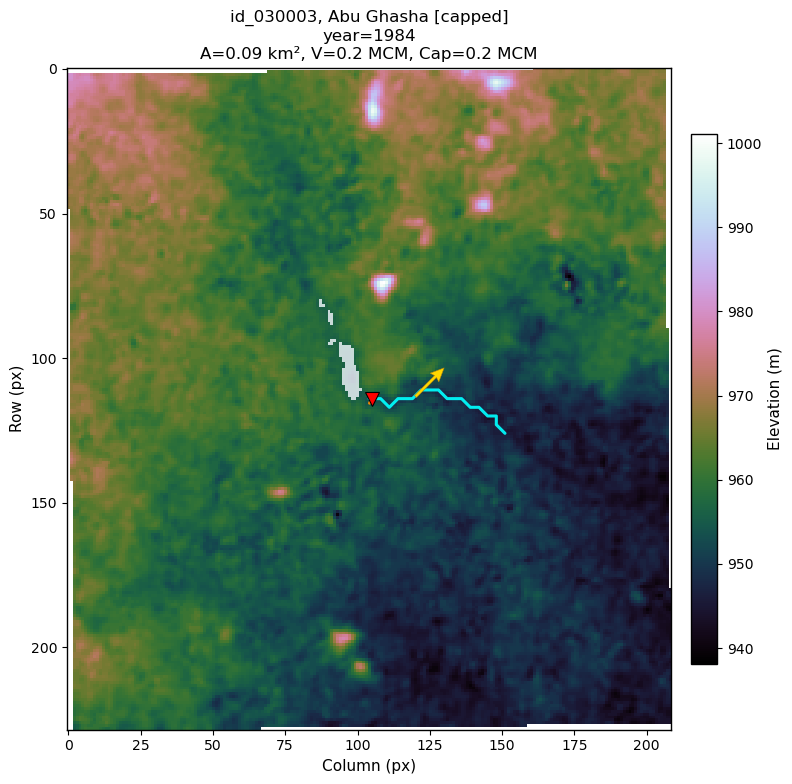 id_030003, Abu Ghasha [capped]
year=1984
A=0.09 km², V=0.2 MCM, Cap=0.2 MCM
0
50
100
150
200
Row (px)
0 25 50 75 100 125 150 175 200
Column (px)
1000
990
980
970
960
950
940
Elevation (m)